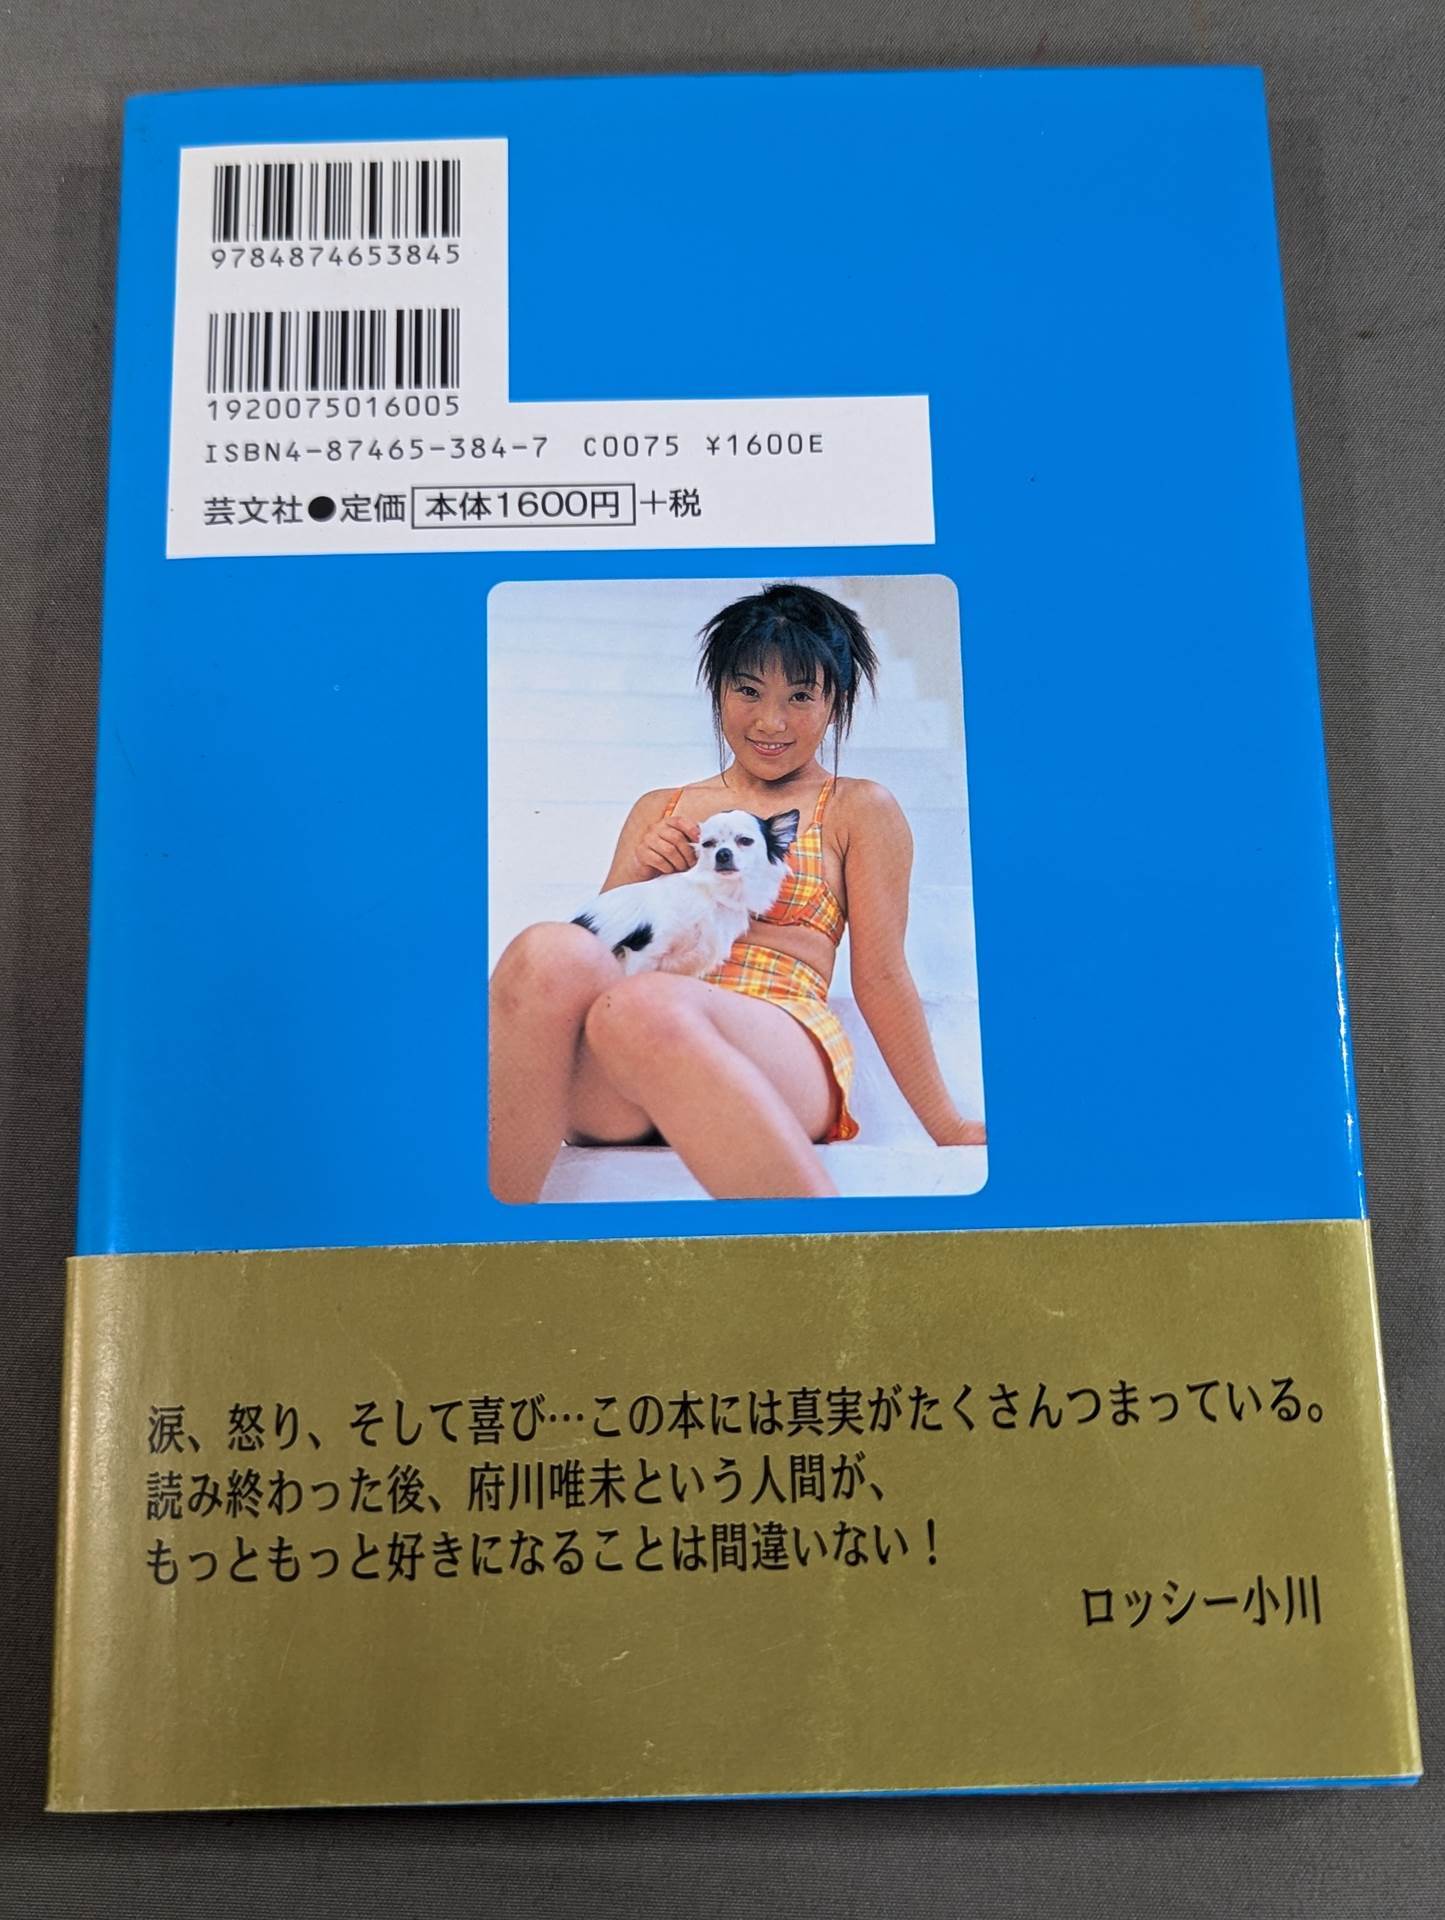 9784874653845
1920075016005
ISBN4-87465-384-7 C0075 ¥1600E
芸文社●定価 本体1600円 +税
涙、怒り、そして喜び…この本には真実がたくさんつまっている。
読み終わった後、府川唯未という人間が、
もっともっと好きになることは間違いない！
ロッシー小川